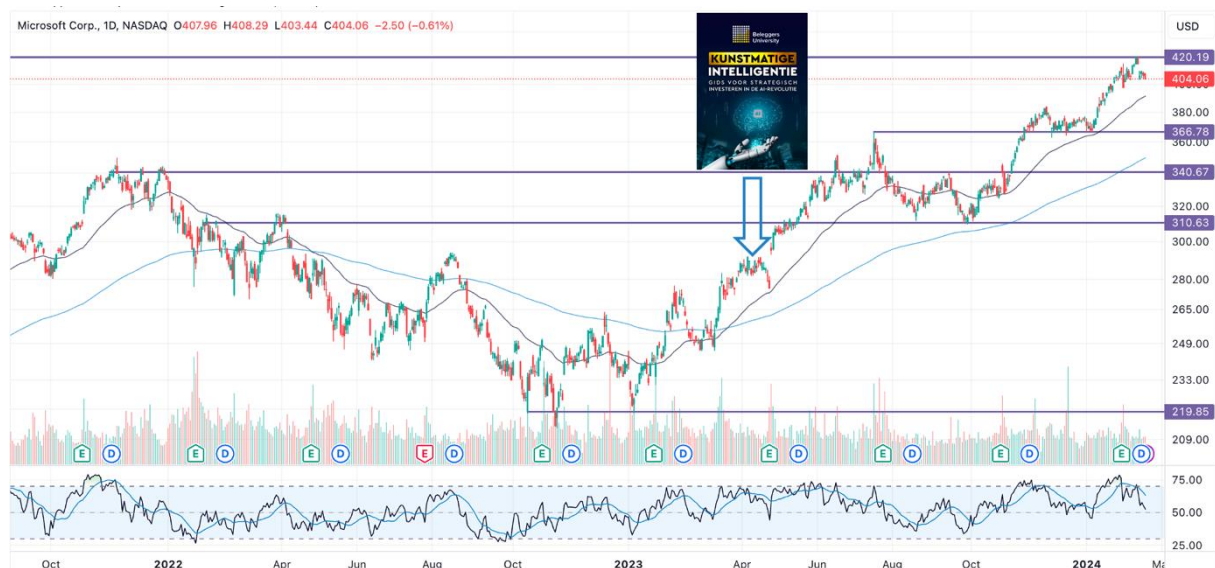 Microsoft Corp., 1D, NASDAQ O407.96 H408.29 L403.44 C404.06 −2.50 (−0.61%)
USD
Beleggers
University
KUNSTMATIGE
INTELLIGENTIE
GIDS VOOR STRATEGISCH
INVESTEREN IN DE AI-REVOLUTIE
AI
420.19
404.06
400.00
380.00
366.78
360.00
340.67
320.00
310.63
300.00
280.00
265.00
249.00
233.00
219.85
209.00
E D E D E D E D E D E D E D E D E D E D
75.00
50.00
25.00
Oct 2022 Apr Jun Aug Oct 2023 Apr Jun Aug Oct 2024 Ma